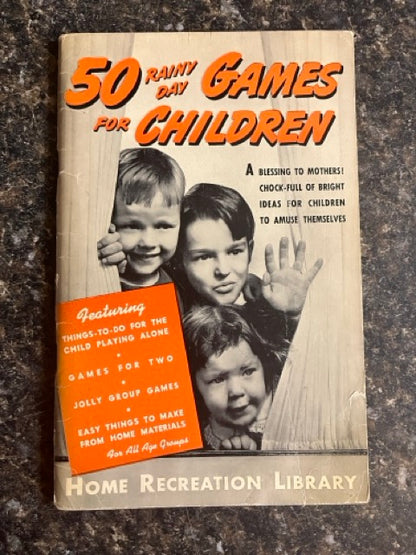 50 RAINY DAY GAMES
FOR CHILDREN
A BLESSING TO MOTHERS!
CHOCK-FULL OF BRIGHT
IDEAS FOR CHILDREN
TO AMUSE THEMSELVES
Featuring
THINGS-TO-DO FOR THE
CHILD PLAYING ALONE
•
GAMES FOR TWO
•
JOLLY GROUP GAMES
•
EASY THINGS TO MAKE
FROM HOME MATERIALS
For All Age Groups
HOME RECREATION LIBRARY